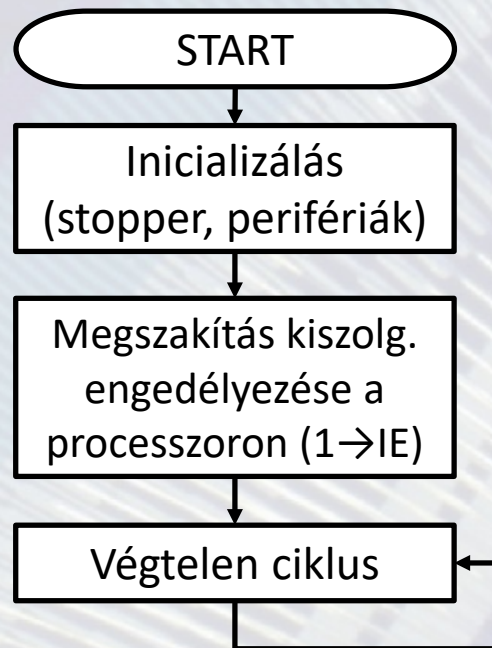 START
Inicializálás
(stopper, perifériák)
Megszakítás kiszolg.
engedélyezése a
processzoron (1→IE)
Végtelen ciklus